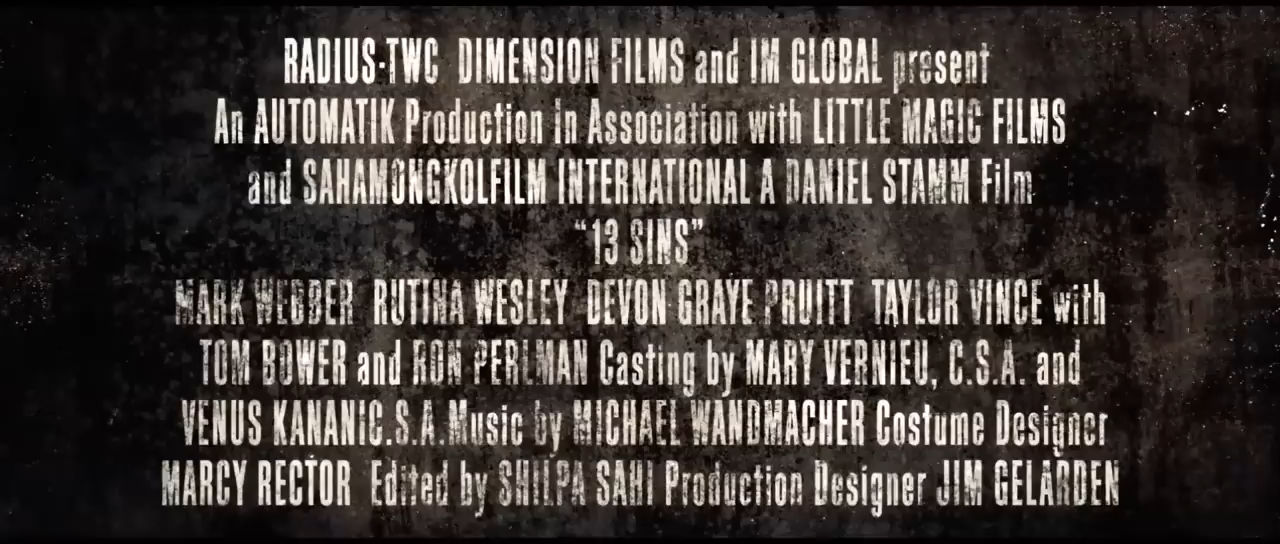 RADIUS-TWC DIMENSION FILMS and IM GLOBAL present
An AUTOMATIK Production In Association with LITTLE MAGIC FILMS
and SAHAMONGKOLFILM INTERNATIONAL A DANIEL STAMM Film
“13 SINS”
MARK WEBBER RUTINA WESLEY DEVON GRAYE PRUITT TAYLOR VINCE with
TOM BOWER and RON PERLMAN Casting by MARY VERNIEU, C.S.A. and
VENUS KANANIC.S.A.Music by MICHAEL WANDMACHER Costume Designer
MARCY RECTOR Edited by SHILPA SAHI Production Designer JIM GELARDEN